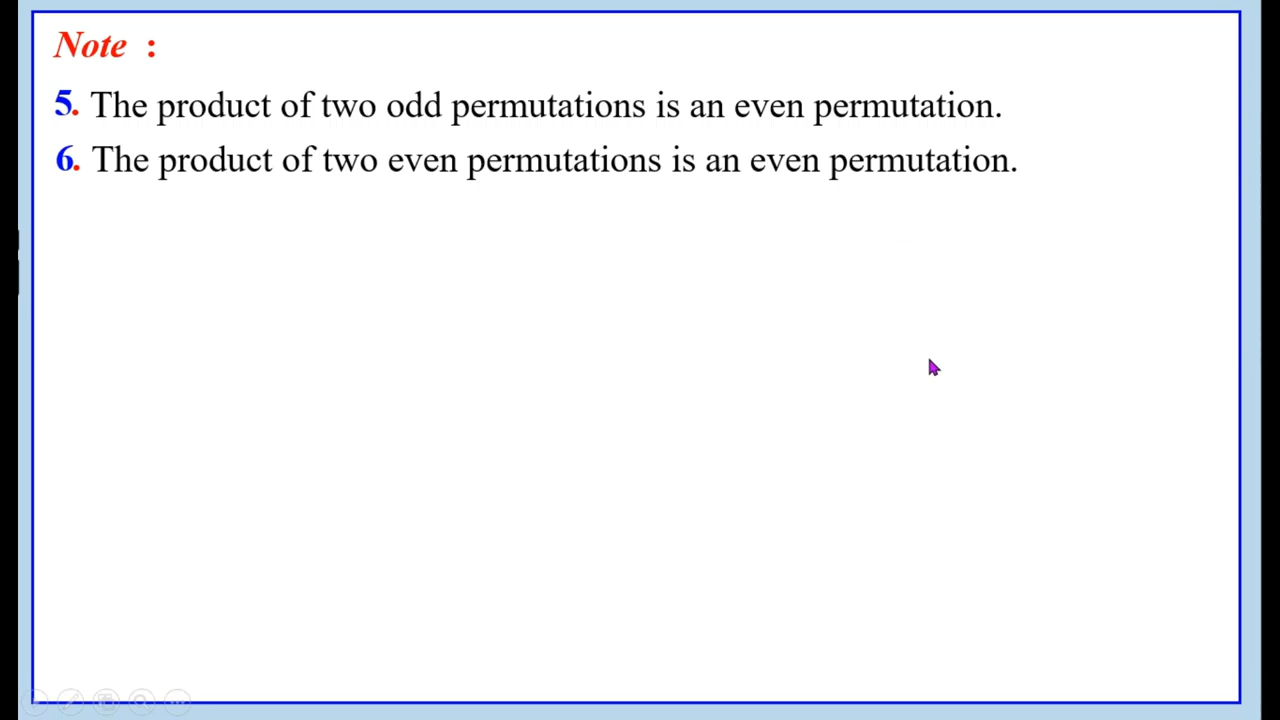 Note :
5. The product of two odd permutations is an even permutation.
6. The product of two even permutations is an even permutation.